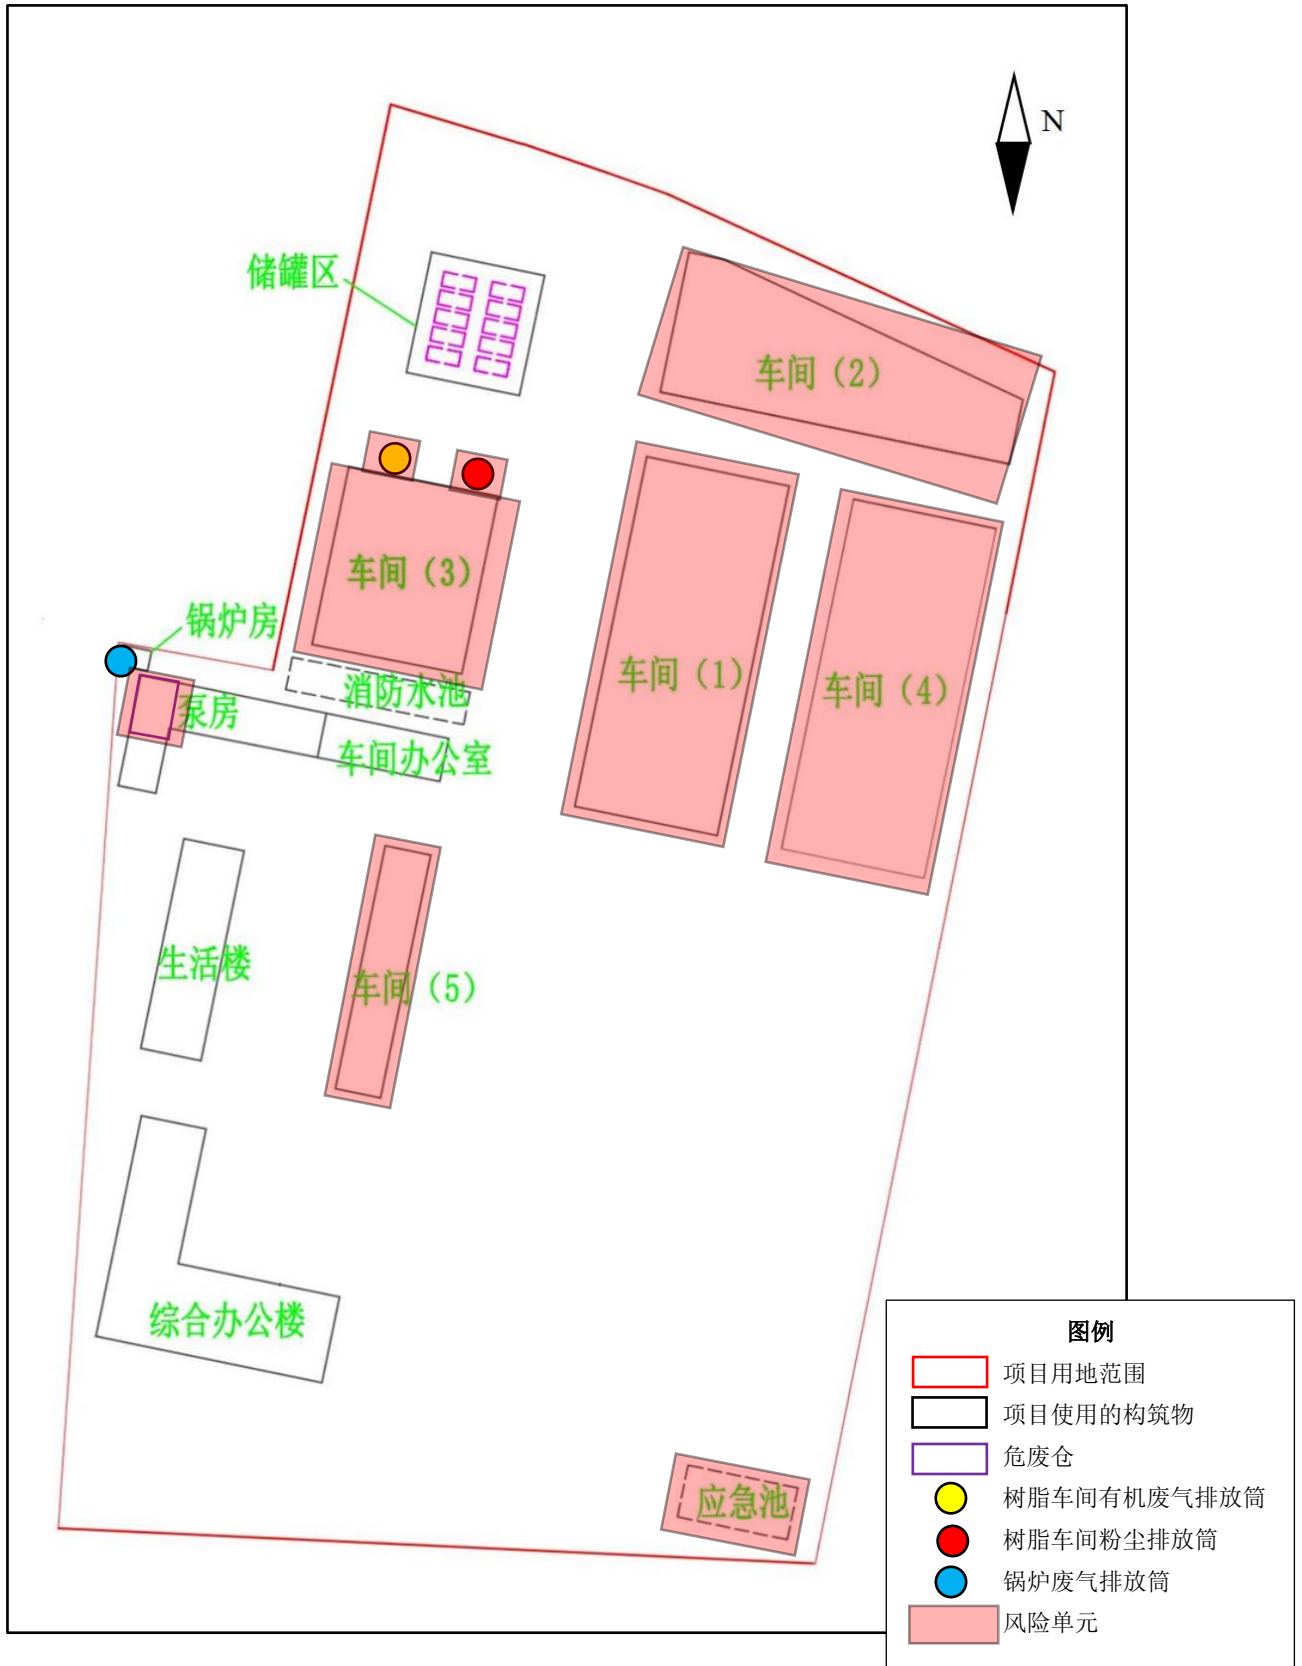 N
储罐区
车间（2）
车间（3）
锅炉房
车间（1）
车间（4）
消防水池
泵房
车间办公室
生活楼
车间（5）
综合办公楼
应急池
图例
项目用地范围
项目使用的构筑物
危废仓
树脂车间有机废气排放筒
树脂车间粉尘排放筒
锅炉废气排放筒
风险单元